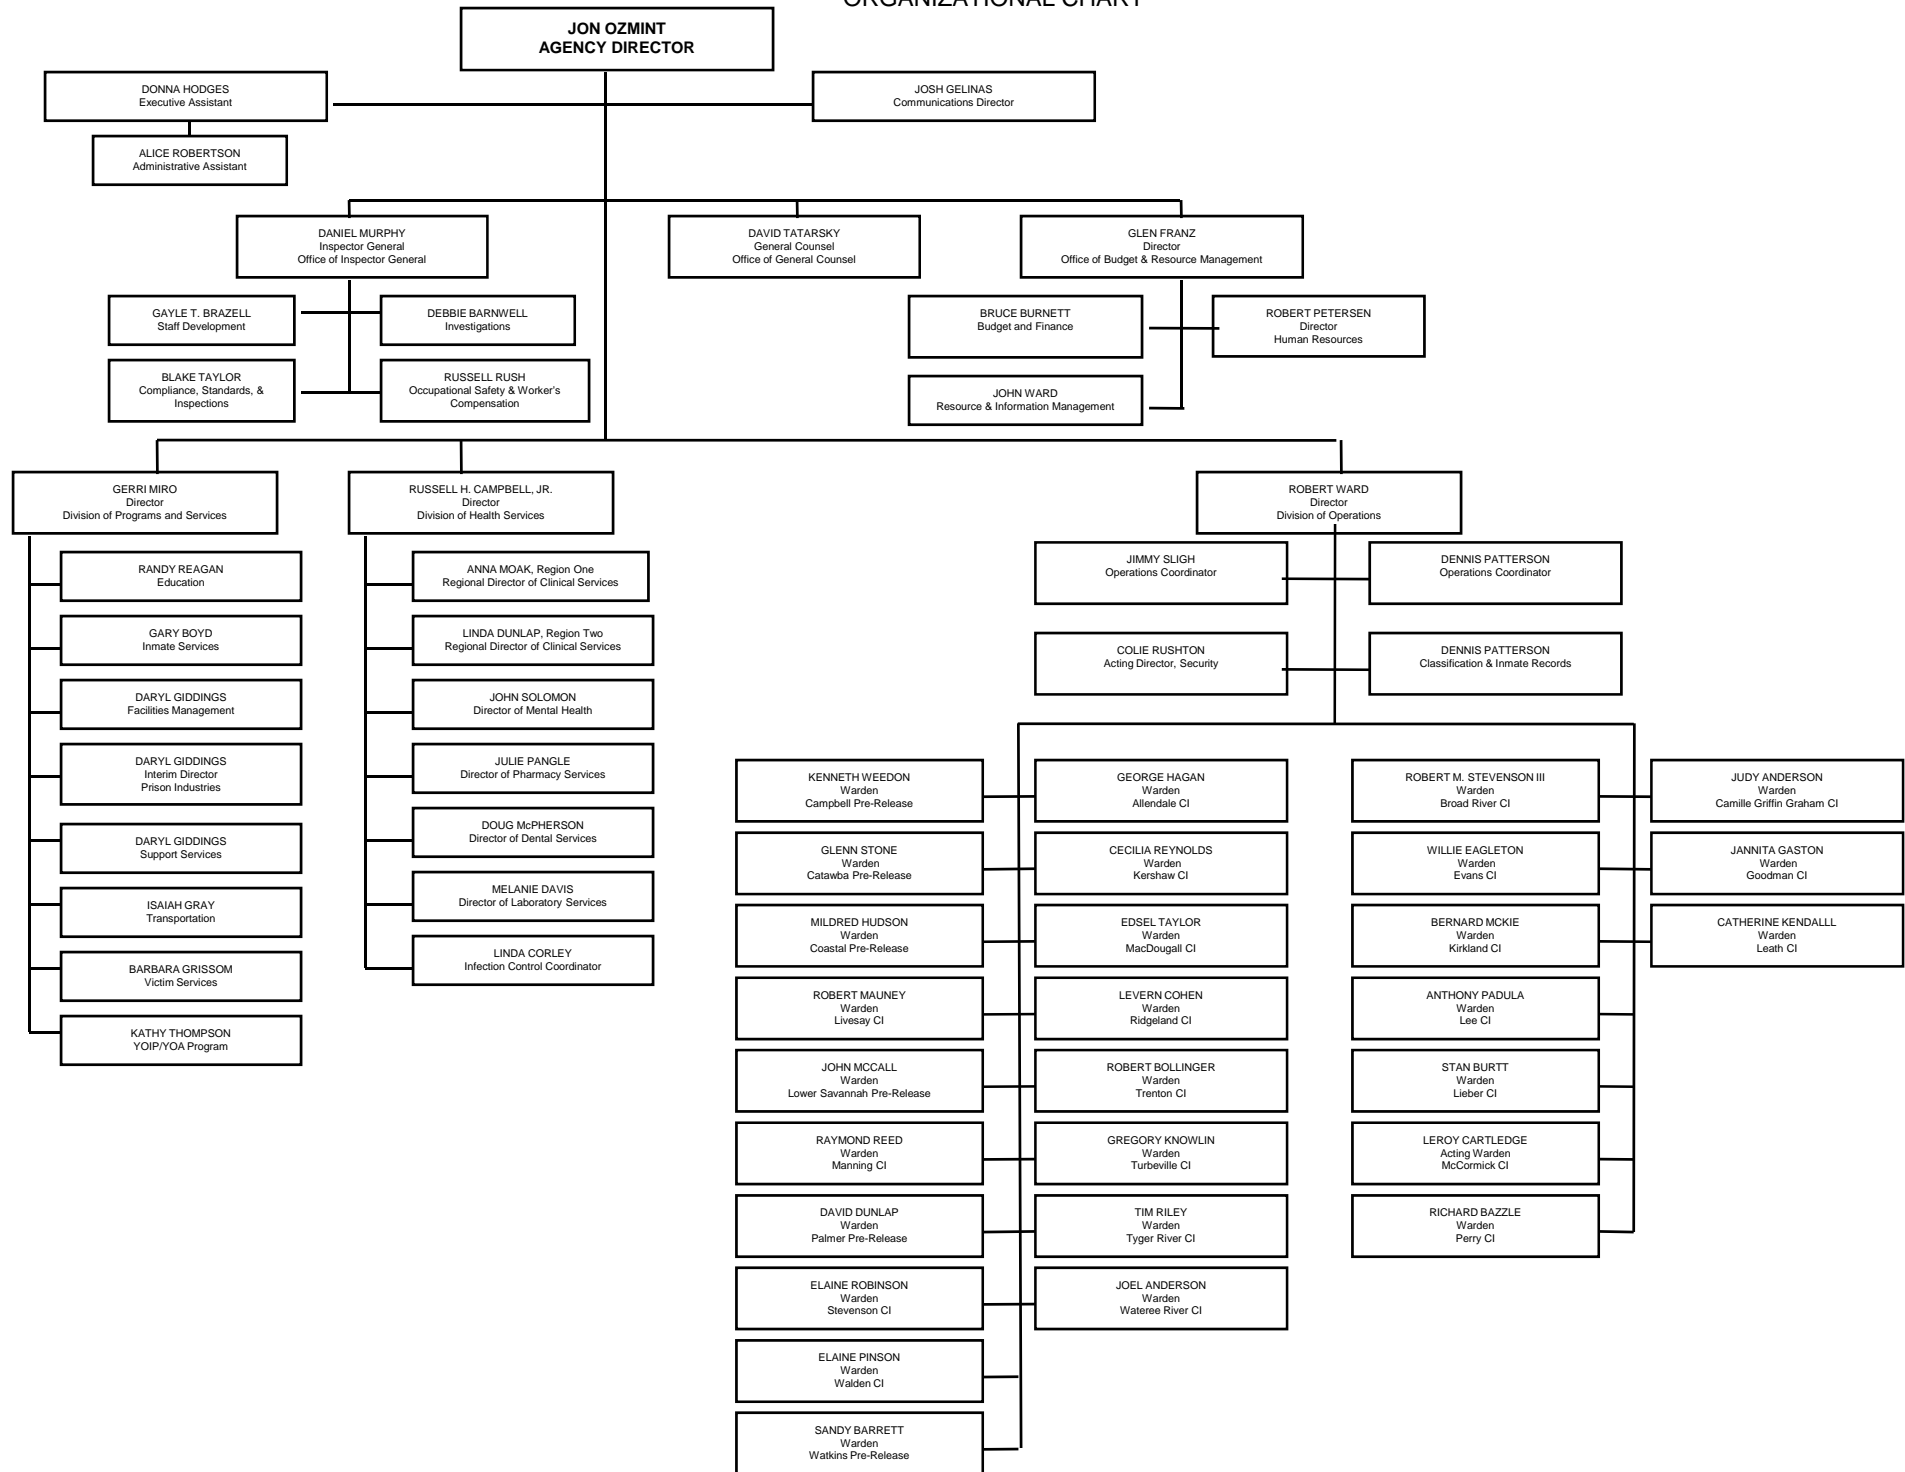 ORGANIZATIONAL CHART
JON OZMINT
AGENCY DIRECTOR
DONNA HODGES
Executive Assistant
JOSH GELINAS
Communications Director
ALICE ROBERTSON
Administrative Assistant
DANIEL MURPHY
Inspector General
Office of Inspector General
DAVID TATARSKY
General Counsel
Office of General Counsel
GLEN FRANZ
Director
Office of Budget & Resource Management
GAYLE T. BRAZELL
Staff Development
DEBBIE BARNWELL
Investigations
BRUCE BURNETT
Budget and Finance
ROBERT PETERSEN
Director
Human Resources
BLAKE TAYLOR
Compliance, Standards, &
Inspections
RUSSELL RUSH
Occupational Safety & Worker's
Compensation
JOHN WARD
Resource & Information Management
GERRI MIRO
Director
Division of Programs and Services
RUSSELL H. CAMPBELL, JR.
Director
Division of Health Services
ROBERT WARD
Director
Division of Operations
RANDY REAGAN
Education
GARY BOYD
Inmate Services
DARYL GIDDINGS
Facilities Management
DARYL GIDDINGS
Interim Director
Prison Industries
DARYL GIDDINGS
Support Services
ISAIAH GRAY
Transportation
BARBARA GRISSOM
Victim Services
KATHY THOMPSON
YOIP/YOA Program
ANNA MOAK, Region One
Regional Director of Clinical Services
LINDA DUNLAP, Region Two
Regional Director of Clinical Services
JOHN SOLOMON
Director of Mental Health
JULIE PANGLE
Director of Pharmacy Services
DOUG McPHERSON
Director of Dental Services
MELANIE DAVIS
Director of Laboratory Services
LINDA CORLEY
Infection Control Coordinator
JIMMY SLIGH
Operations Coordinator
DENNIS PATTERSON
Operations Coordinator
COLIE RUSHTON
Acting Director, Security
DENNIS PATTERSON
Classification & Inmate Records
KENNETH WEEDON
Warden
Campbell Pre-Release
GLENN STONE
Warden
Catawba Pre-Release
MILDRED HUDSON
Warden
Coastal Pre-Release
ROBERT MAUNEY
Warden
Livesay CI
JOHN MCCALL
Warden
Lower Savannah Pre-Release
RAYMOND REED
Warden
Manning CI
DAVID DUNLAP
Warden
Palmer Pre-Release
ELAINE ROBINSON
Warden
Stevenson CI
ELAINE PINSON
Warden
Walden CI
SANDY BARRETT
Warden
Watkins Pre-Release
GEORGE HAGAN
Warden
Allendale CI
CECILIA REYNOLDS
Warden
Kershaw CI
EDSEL TAYLOR
Warden
MacDougall CI
LEVERN COHEN
Warden
Ridgeland CI
ROBERT BOLLINGER
Warden
Trenton CI
GREGORY KNOWLIN
Warden
Turbeville CI
TIM RILEY
Warden
Tyger River CI
JOEL ANDERSON
Warden
Wateree River CI
ROBERT M. STEVENSON III
Warden
Broad River CI
WILLIE EAGLETON
Warden
Evans CI
BERNARD MCKIE
Warden
Kirkland CI
ANTHONY PADULA
Warden
Lee CI
STAN BURTT
Warden
Lieber CI
LEROY CARTLEDGE
Acting Warden
McCormick CI
RICHARD BAZZLE
Warden
Perry CI
JUDY ANDERSON
Warden
Camille Griffin Graham CI
JANNITA GASTON
Warden
Goodman CI
CATHERINE KENDALLL
Warden
Leath CI